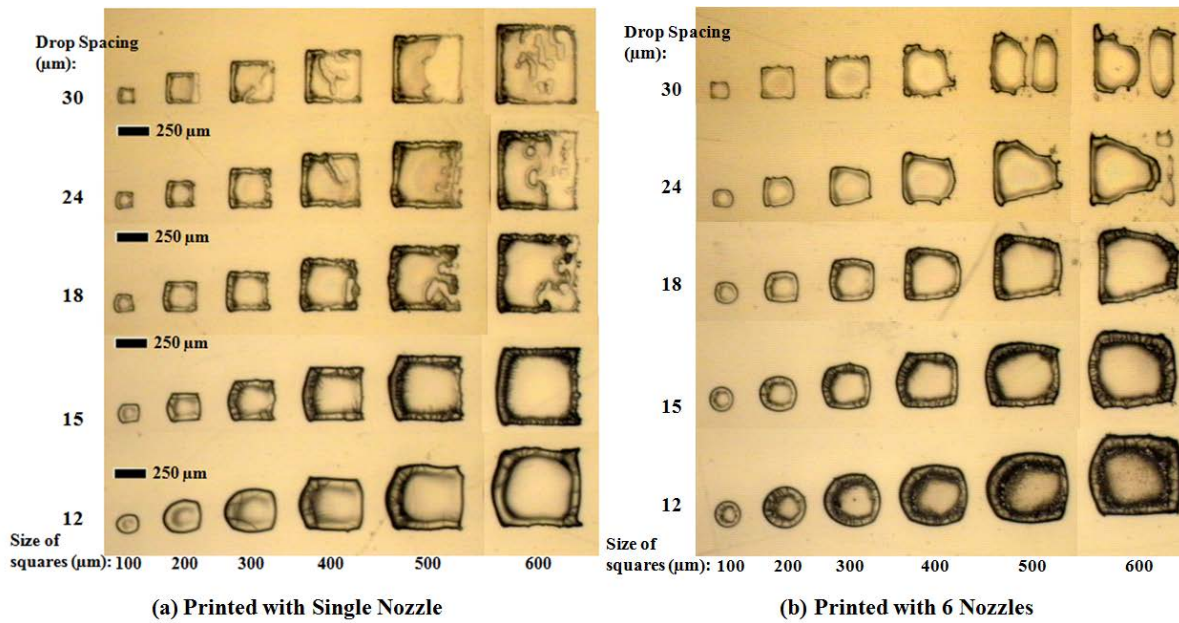 Drop Spacing
(µm):
30
250 µm
24
250 µm
18
250 µm
15
250 µm
12
Size of
squares (µm): 100 200 300 400 500 600
(a) Printed with Single Nozzle
Drop Spacing
(µm):
30
24
18
15
12
Size of
squares (µm): 100 200 300 400 500 600
(b) Printed with 6 Nozzles